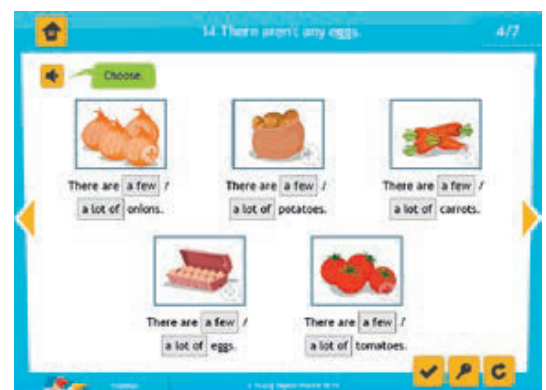 14 There aren't any eggs.
4/7
Choose.
There are a few /
a lot of onions.
There are a few /
a lot of potatoes.
There are a few /
a lot of carrots.
There are a few /
a lot of eggs.
There are a few /
a lot of tomatoes.